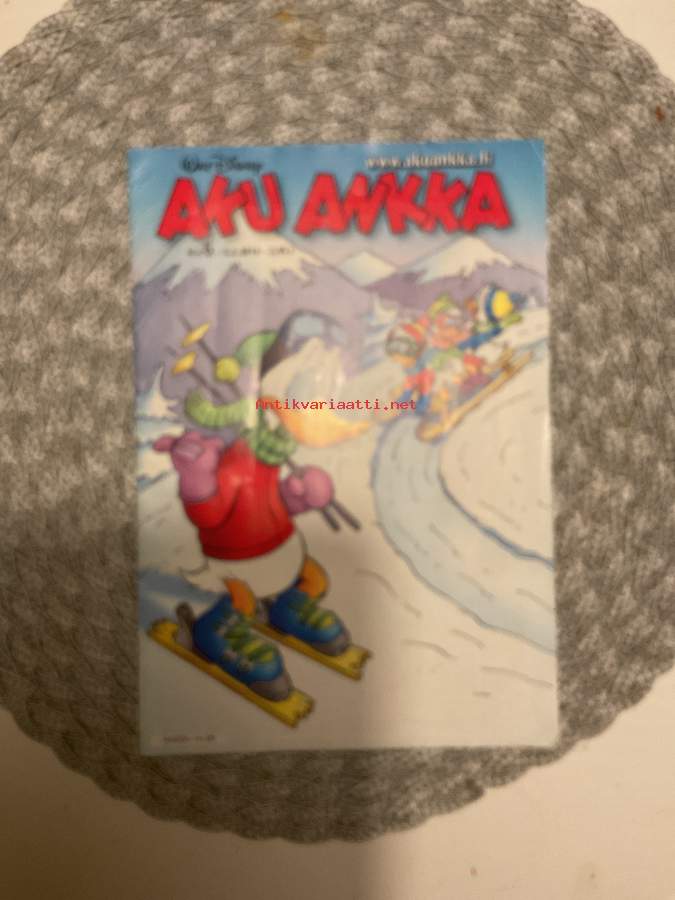 Walt Disney
www.akuankka.fi
AKU ANKKA
Antikvariaatti.net